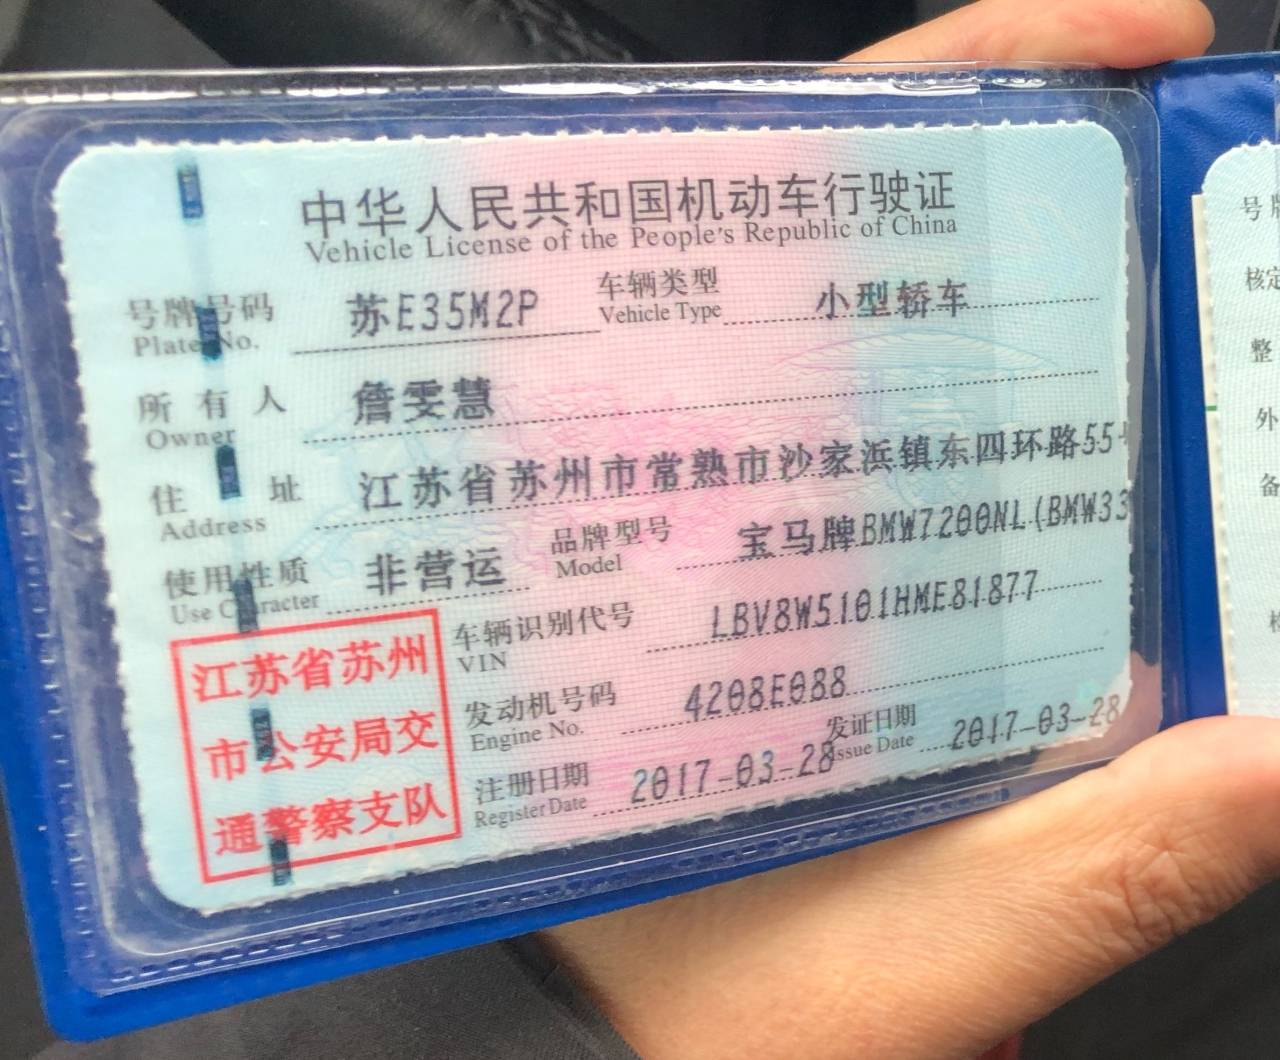 中华人民共和国机动车行驶证
Vehicle License of the People's Republic of China
号牌号码 苏E35M2P 车辆类型 小型轿车
Plate No. Vehicle Type
所有人 詹雯慧
Owner
住址 江苏省苏州市常熟市沙家浜镇东四环路55
Address
使用性质 非营运 品牌型号 宝马牌BMW7200NL(BMW33
Use Character Model
车辆识别代号 LBV8W5101HME81877
VIN
发动机号码 4208E088
Engine No.
注册日期 2017-03-28 发证日期 2017-03-28
Register Date Issue Date
江苏省苏州
市公安局交
通警察支队
号牌
核定
整
外
备